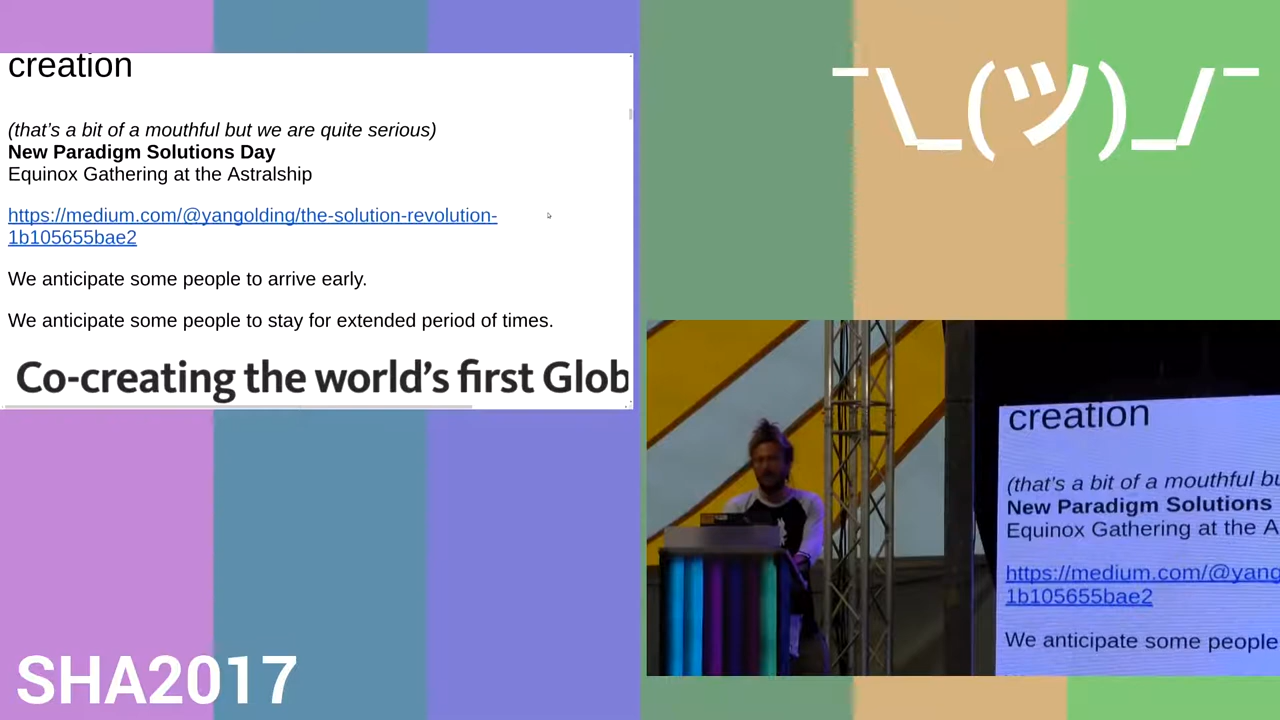 creation
(that's a bit of a mouthful but we are quite serious)
New Paradigm Solutions Day
Equinox Gathering at the Astralship
https://medium.com/@yangolding/the-solution-revolution-
1b105655bae2
We anticipate some people to arrive early.
We anticipate some people to stay for extended period of times.
Co-creating the world's first Glob
SHA2017
¯\_(ツ)_/¯
creation
(that's a bit of a mouthful bu
New Paradigm Solutions
Equinox Gathering at the A
https://medium.com/@yang
1b105655bae2
We anticipate some people